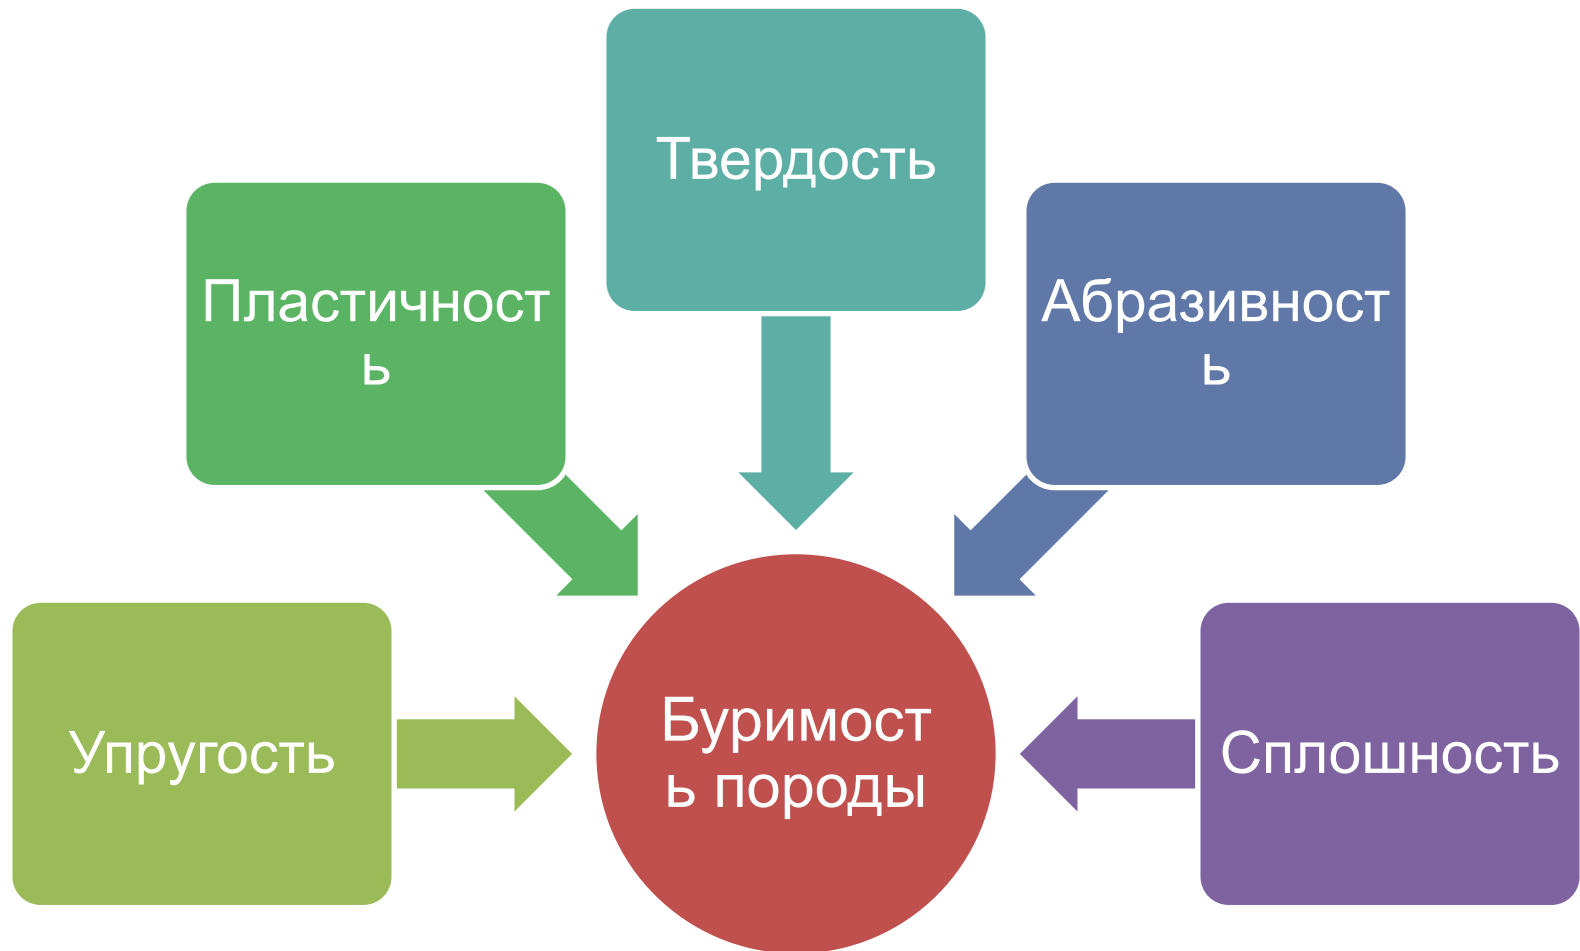 Твердость
Пластичност
ь
Абразивност
ь
Упругость
Буримост
ь породы
Сплошность